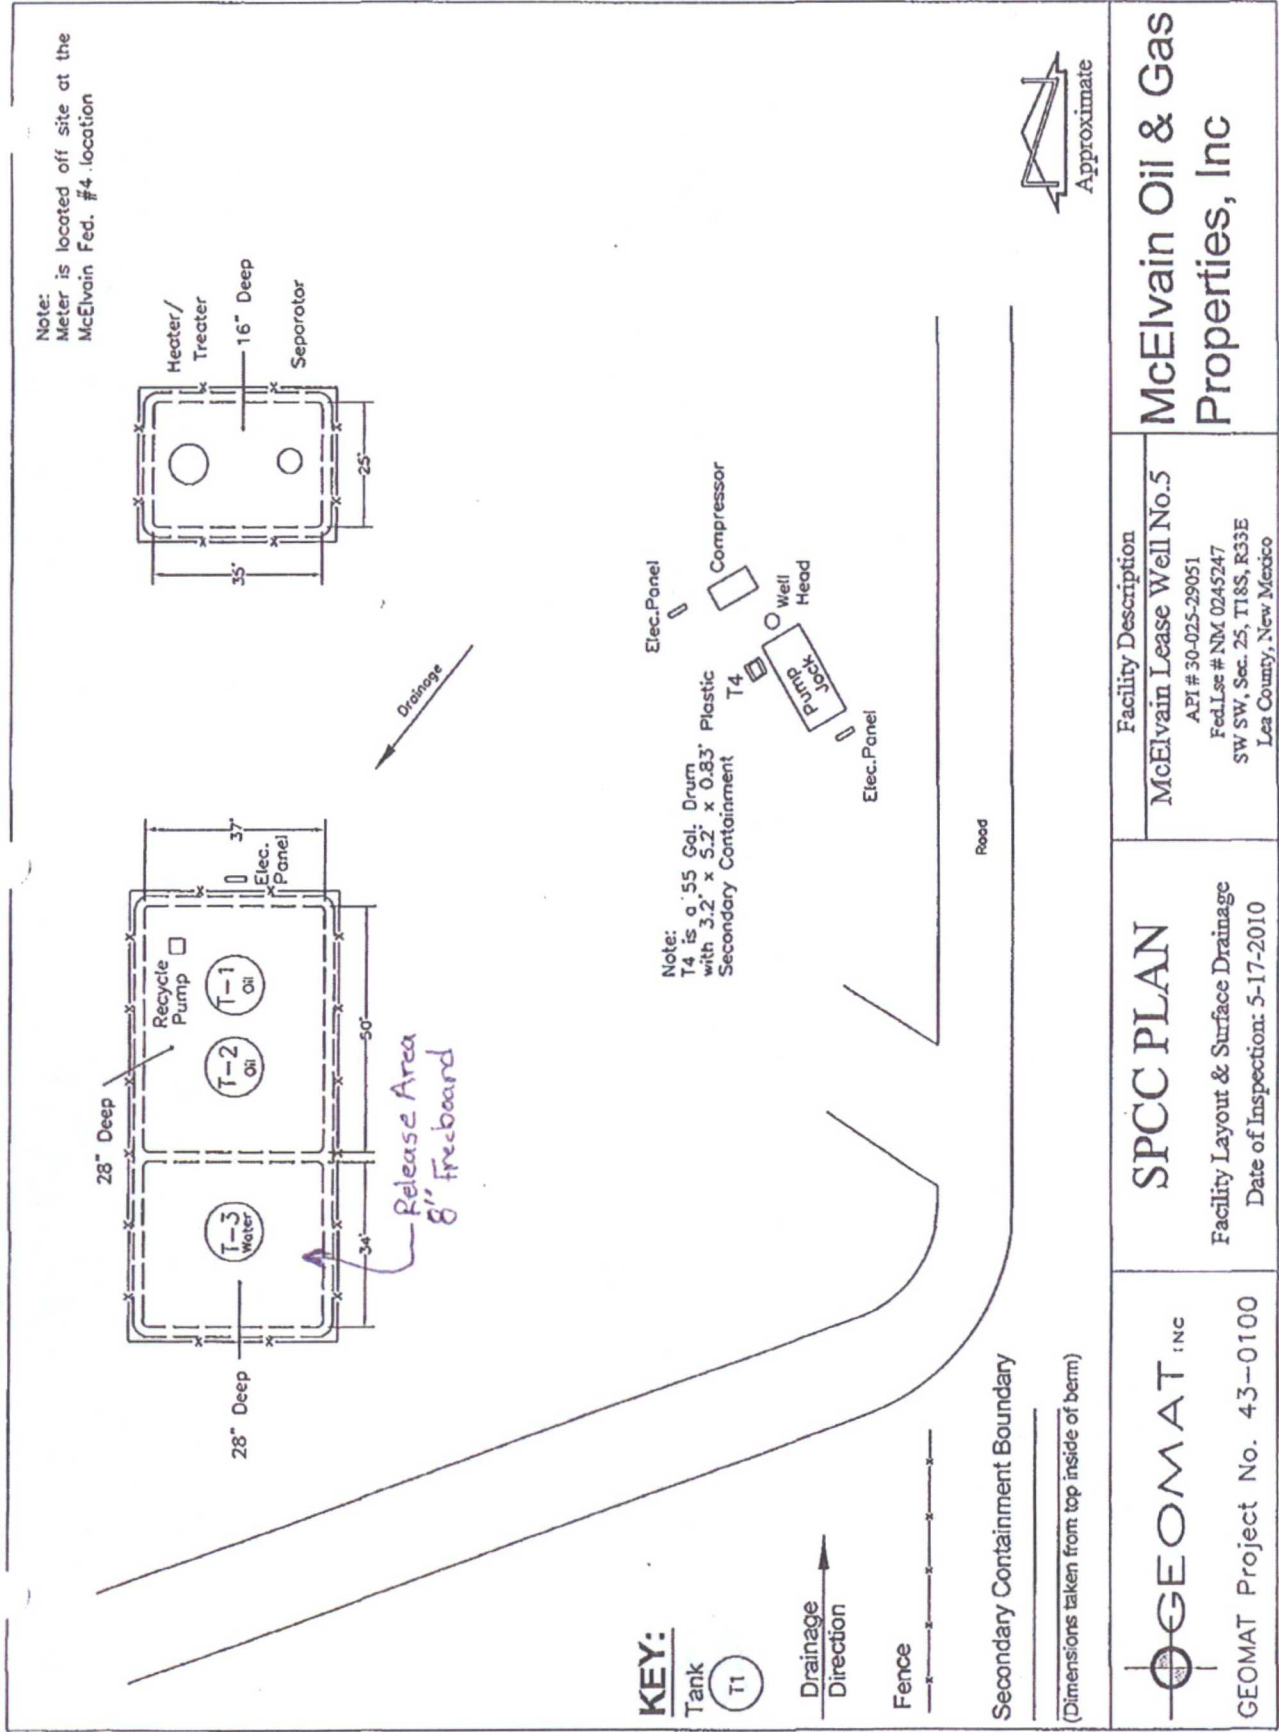 Note:
Meter is located off site at the
McElvain Fed. #4 .location
Heater/
Treater
16" Deep
Separator
35'
25'
28" Deep
Recycle
Pump
T-1
Oil
T-2
Oil
T-3
Water
Elec.
Panel
37'
50'
34'
28" Deep
Release Area
8" Freeboard
Drainage
Elec.Panel
Compressor
Well
Head
T4
Pump
Jack
Elec.Panel
Note:
T4 is a 55 Gal. Drum
with 3.2' x 5.2' x 0.83' Plastic
Secondary Containment
Road
Approximate
KEY:
Tank
T1
Drainage
Direction
Fence
Secondary Containment Boundary
(Dimensions taken from top inside of berm)
GEOMAT INC
GEOMAT Project No. 43-0100
SPCC PLAN
Facility Layout & Surface Drainage
Date of Inspection: 5-17-2010
Facility Description
McElvain Lease Well No.5
API # 30-025-29051
Fed.Lse # NM 0245247
SW SW, Sec. 25, T18S, R33E
Lea County, New Mexico
McElvain Oil & Gas
Properties, Inc